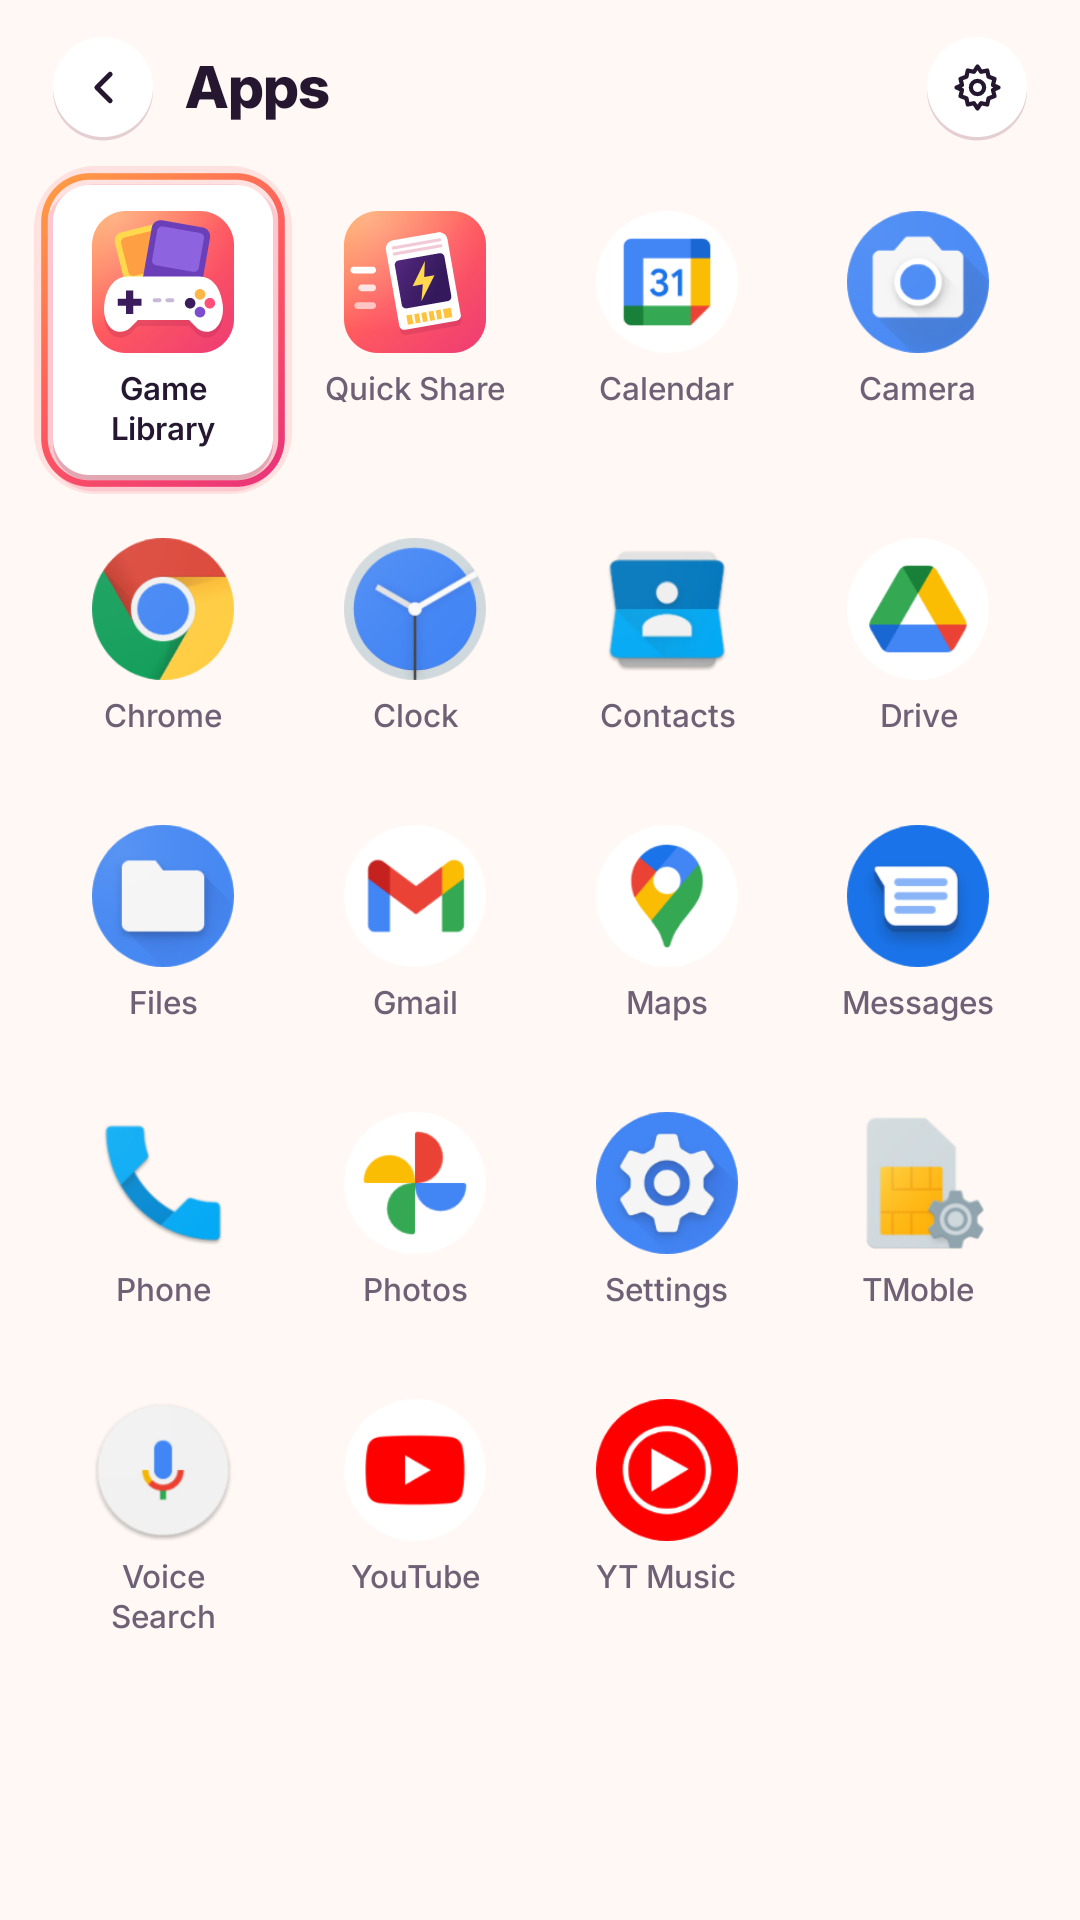 Apps
Game
Library
Quick Share
31
Calendar
Camera
Chrome
Clock
Contacts
Drive
Files
Gmail
Maps
Messages
Phone
Photos
Settings
TMoble
Voice
Search
YouTube
YT Music